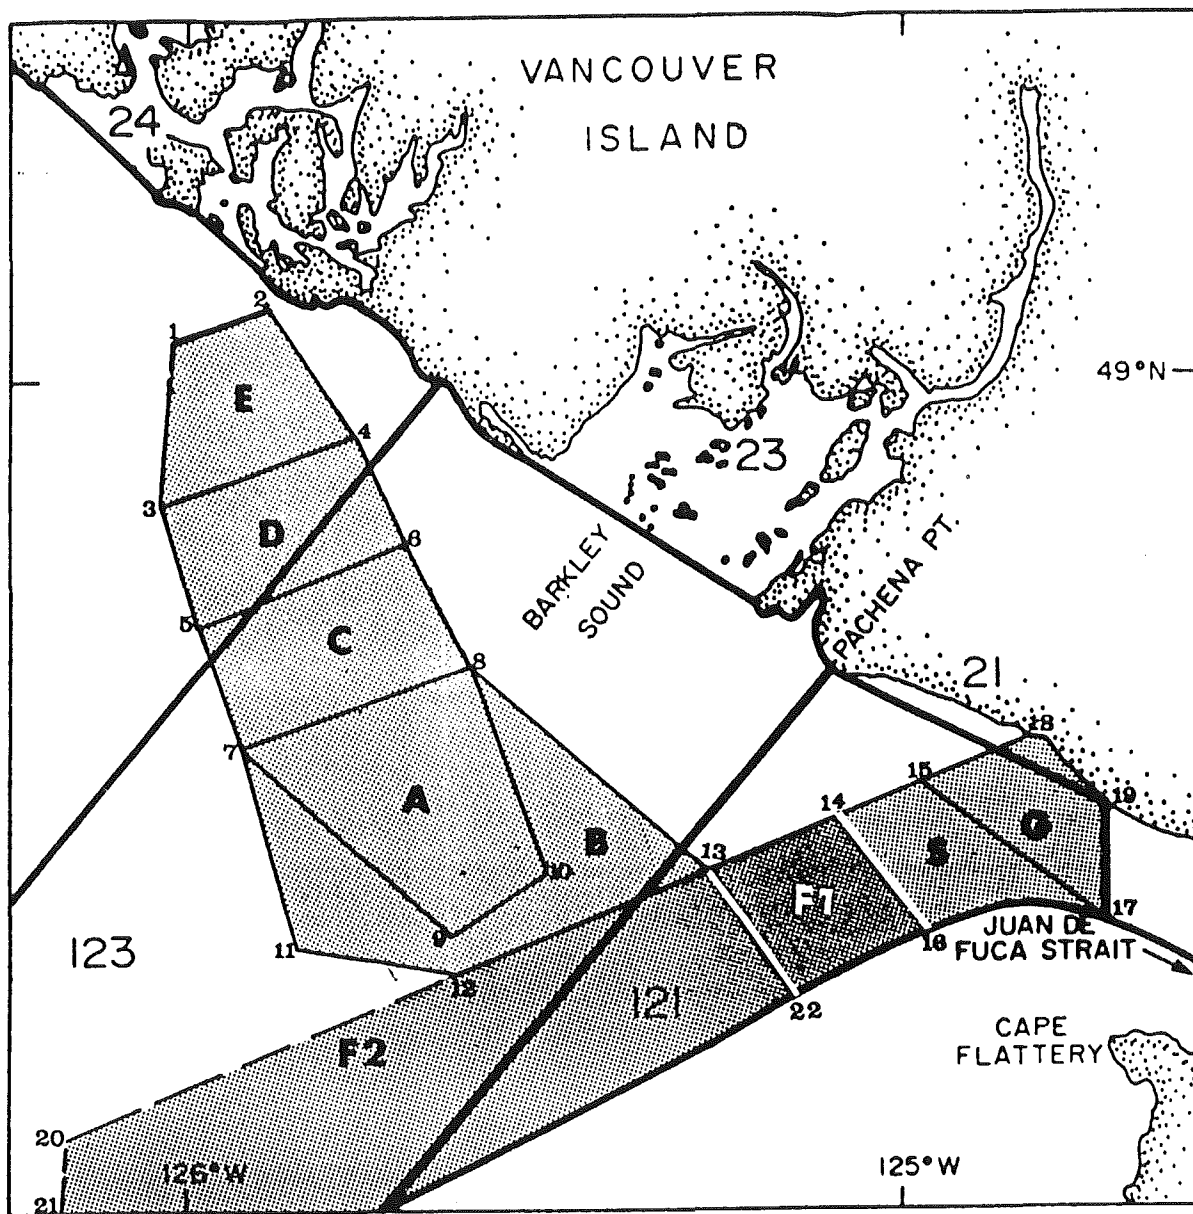 VANCOUVER
ISLAND
24
2
1
E
49°N
4
3
D
23
6
BARKLEY
SOUND
PACHENA PT.
5
C
8
21
7
18
A
15
19
14
B
S
G
13
10
F1
17
9
16
JUAN DE
FUCA STRAIT
11
123
12
121
22
CAPE
FLATTERY
F2
20
126°W
125°W
21